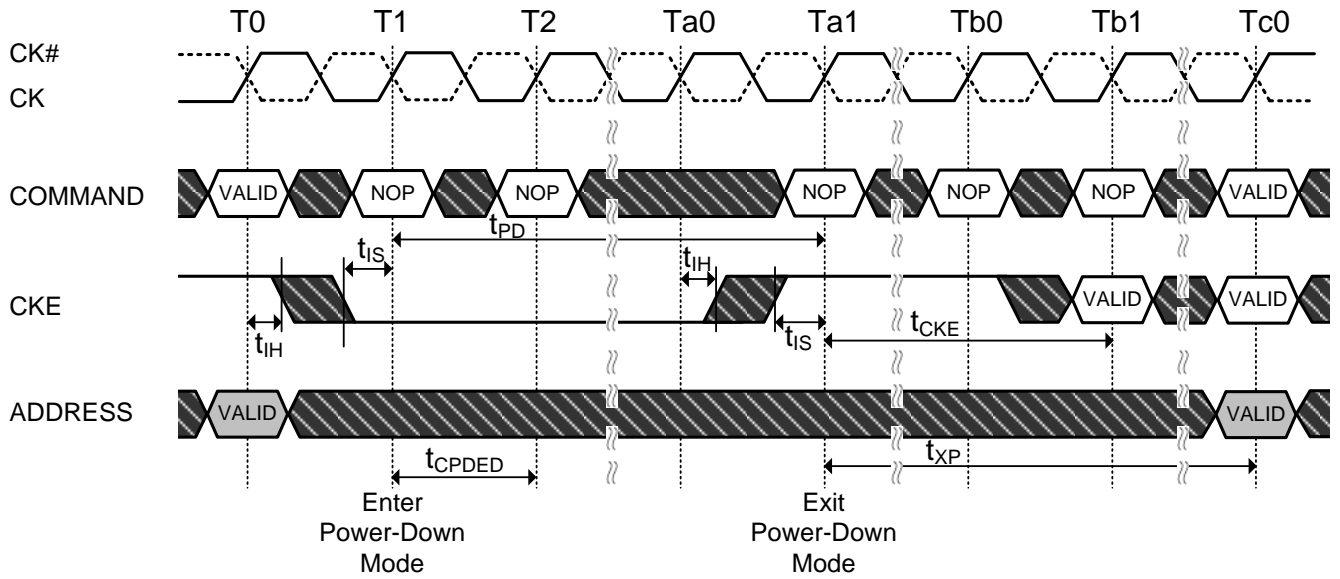 T0 T1 T2 Ta0 Ta1 Tb0 Tb1 Tc0
CK#
CK
COMMAND VALID NOP NOP NOP NOP NOP VALID
tPD
tIS tIH
CKE VALID VALID
tIH tIS tCKE
ADDRESS VALID VALID
tCPDED tXP
Enter
Power-Down
Mode
Exit
Power-Down
Mode